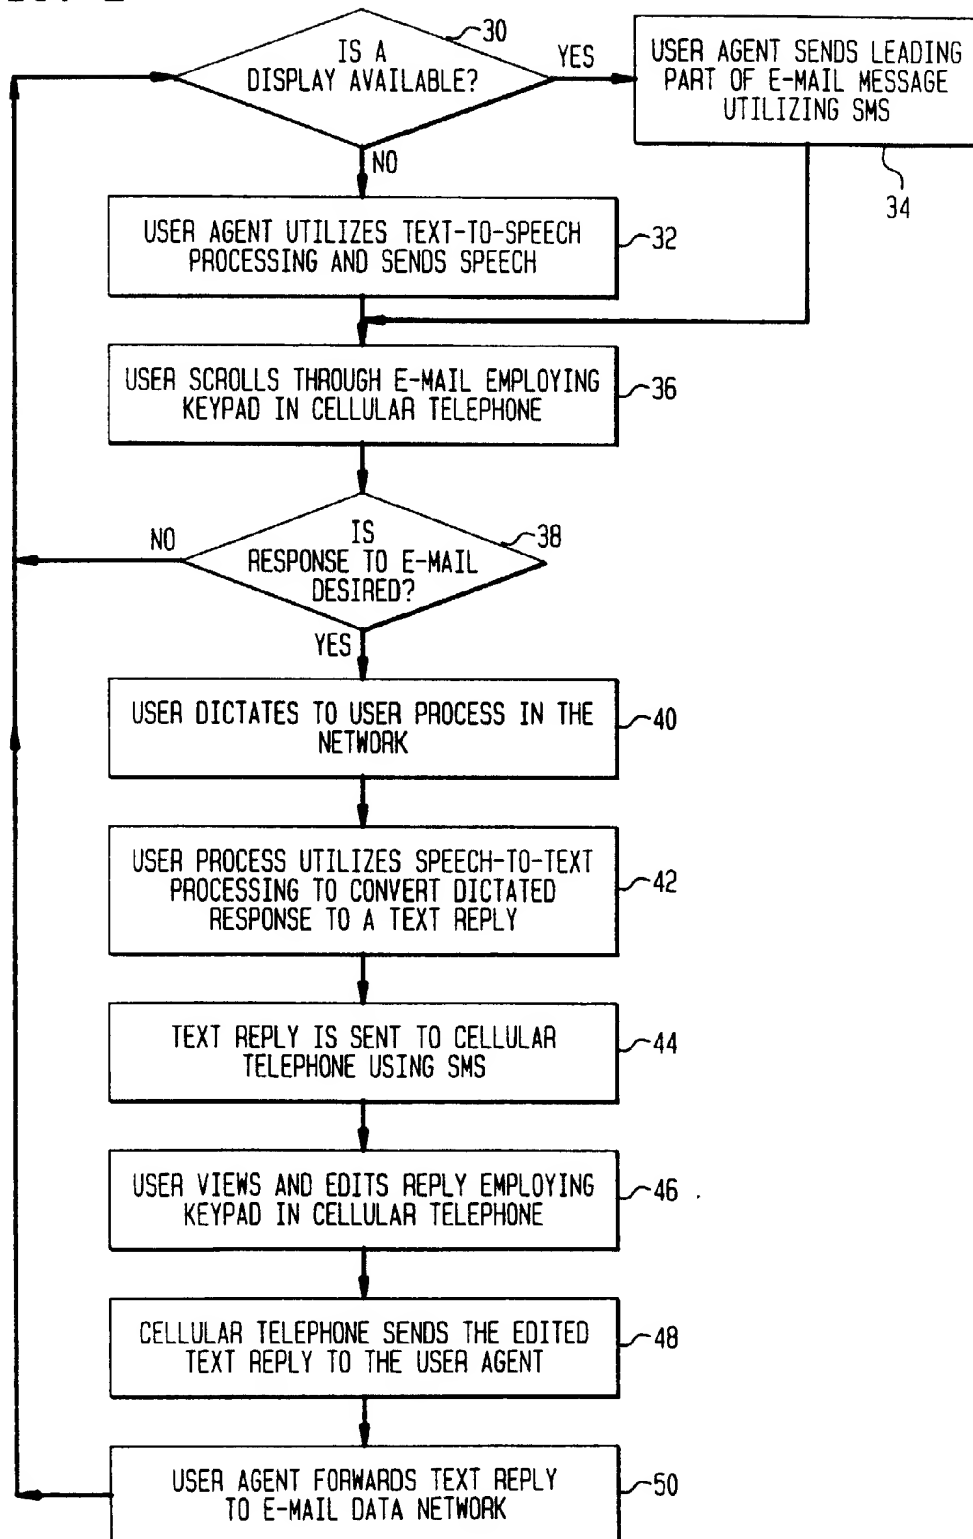 30
IS A
DISPLAY AVAILABLE?
YES
USER AGENT SENDS LEADING
PART OF E-MAIL MESSAGE
UTILIZING SMS
34
NO
USER AGENT UTILIZES TEXT-TO-SPEECH
PROCESSING AND SENDS SPEECH
32
USER SCROLLS THROUGH E-MAIL EMPLOYING
KEYPAD IN CELLULAR TELEPHONE
36
IS
RESPONSE TO E-MAIL
DESIRED?
38
NO
YES
USER DICTATES TO USER PROCESS IN THE
NETWORK
40
USER PROCESS UTILIZES SPEECH-TO-TEXT
PROCESSING TO CONVERT DICTATED
RESPONSE TO A TEXT REPLY
42
TEXT REPLY IS SENT TO CELLULAR
TELEPHONE USING SMS
44
USER VIEWS AND EDITS REPLY EMPLOYING
KEYPAD IN CELLULAR TELEPHONE
46
CELLULAR TELEPHONE SENDS THE EDITED
TEXT REPLY TO THE USER AGENT
48
USER AGENT FORWARDS TEXT REPLY
TO E-MAIL DATA NETWORK
50